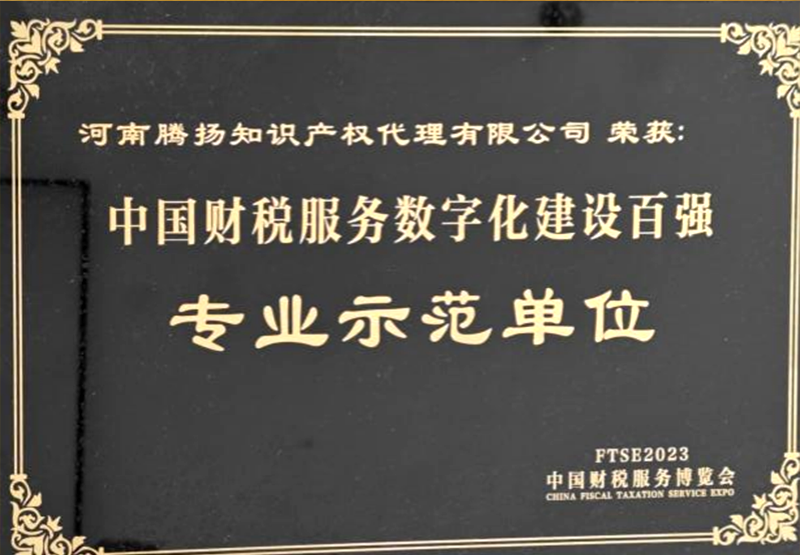 河南腾扬知识产权代理有限公司 荣获:
中国财税服务数字化建设百强
专业示范单位
FTSE2023
中国财税服务博览会
CHINA FISCAL TAXATION SERVICE EXPO